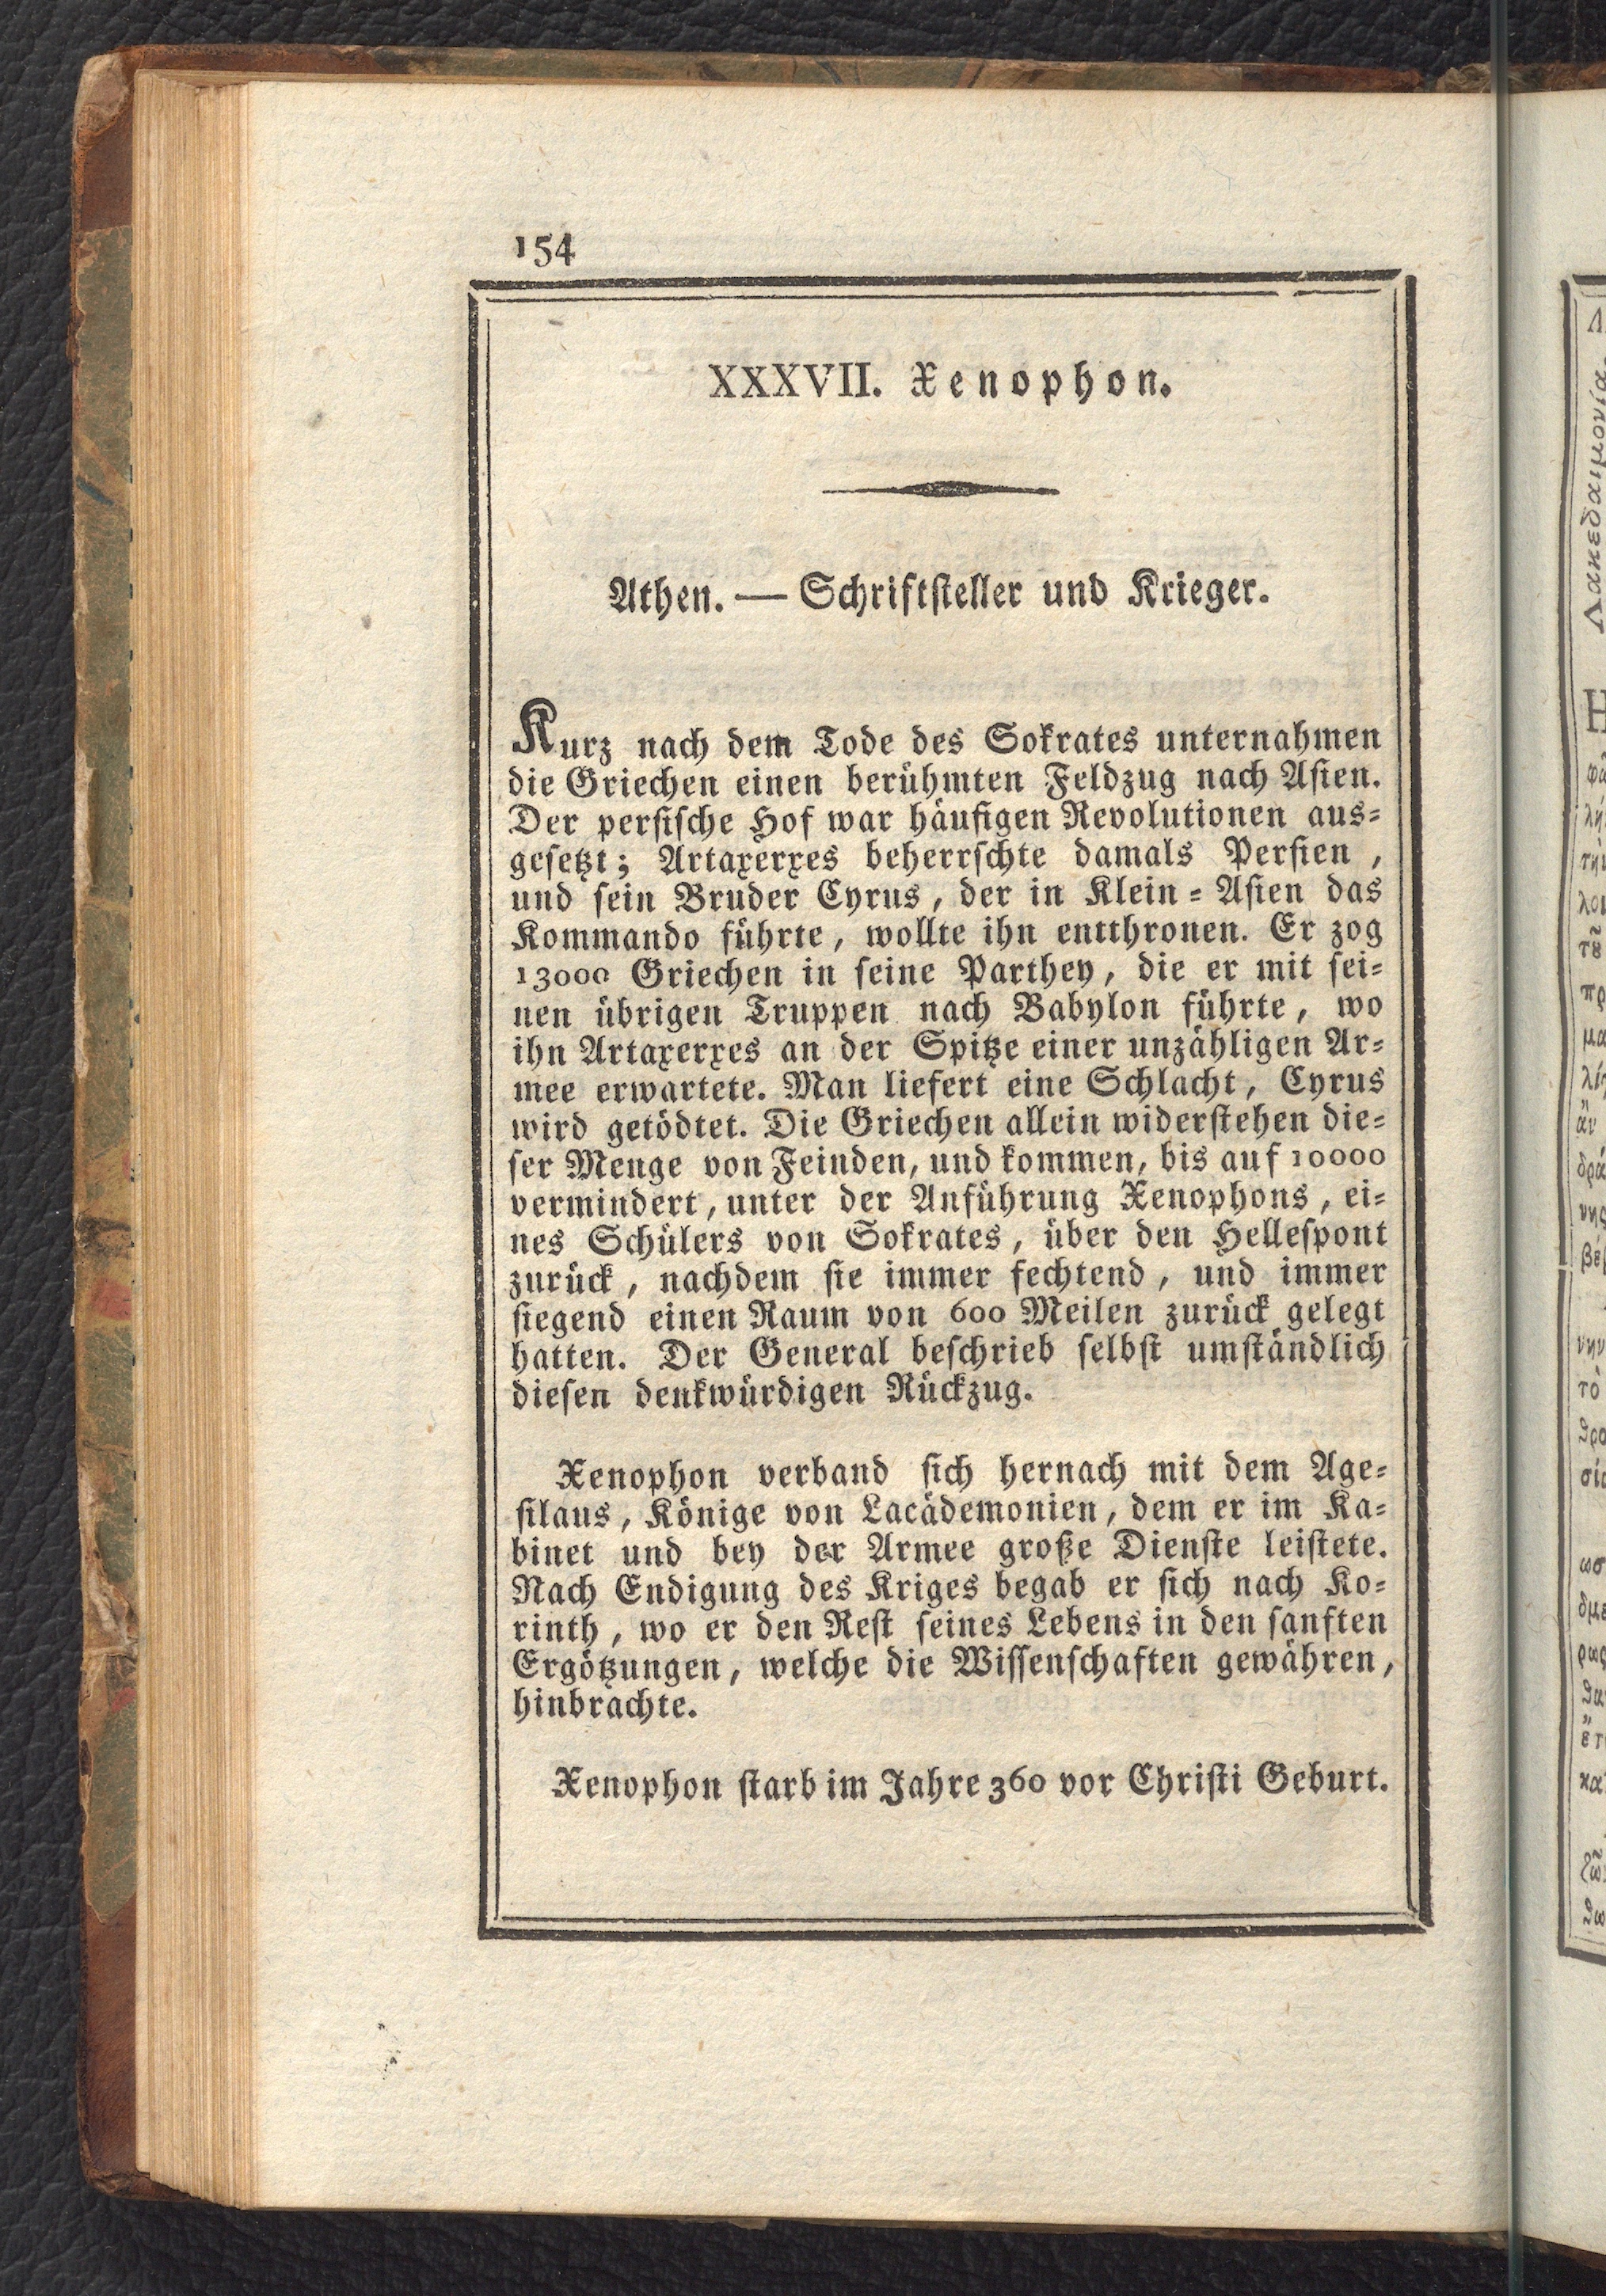 154
XXXVII. Xenophon.
Athen. — Schriftsteller und Krieger.
Kurz nach dem Tode des Sokrates unternahmen
die Griechen einen berühmten Feldzug nach Asien.
Der persische Hof war häufigen Revolutionen aus=
gesetzt; Artaxerxes beherrschte damals Persien,
und sein Bruder Cyrus, der in Klein=Asien das
Kommando führte, wollte ihn entthronen. Er zog
13000 Griechen in seine Parthey, die er mit sei=
nen übrigen Truppen nach Babylon führte, wo
ihn Artaxerxes an der Spitze einer unzähligen Ar=
mee erwartete. Man liefert eine Schlacht, Cyrus
wird getödtet. Die Griechen allein widerstehen die=
ser Menge von Feinden, und kommen, bis auf 10000
vermindert, unter der Anführung Xenophons, ei=
nes Schülers von Sokrates, über den Hellespont
zurück, nachdem sie immer fechtend, und immer
siegend einen Raum von 600 Meilen zurück gelegt
hatten. Der General beschrieb selbst umständlich
diesen denkwürdigen Rückzug.
Xenophon verband sich hernach mit dem Age=
silaus, Könige von Lacädemonien, dem er im Ka=
binet und bey der Armee große Dienste leistete.
Nach Endigung des Kriges begab er sich nach Ko=
rinth, wo er den Rest seines Lebens in den sanften
Ergötzungen, welche die Wissenschaften gewähren,
hinbrachte.
Xenophon starb im Jahre 360 vor Christi Geburt.
Λακεδαιμονία